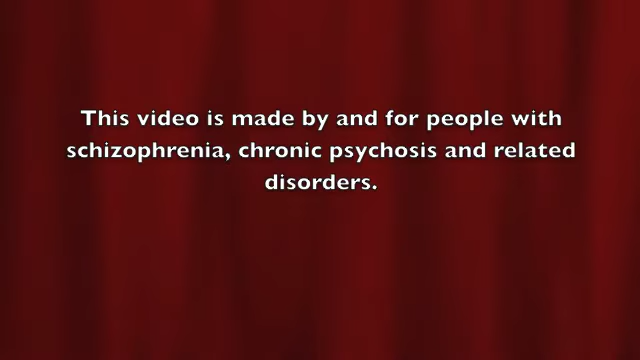 This video is made by and for people with
schizophrenia, chronic psychosis and related
disorders.